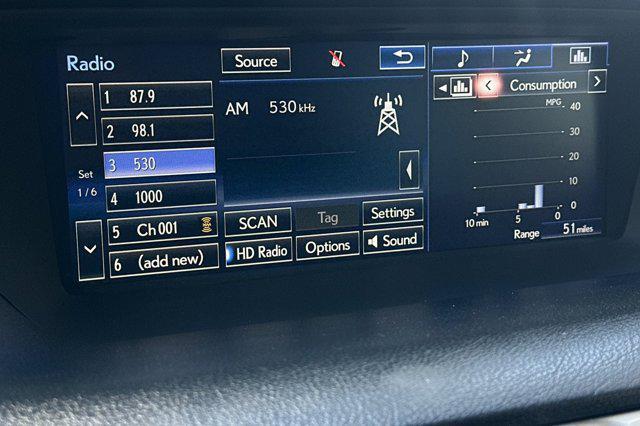 Radio
Source
1 87.9
2 98.1
3 530
4 1000
5 Ch 001
6 (add new)
Set
1/6
AM 530 kHz
SCAN
Tag
Settings
HD Radio
Options
Sound
Consumption
MPG
40
30
20
10
0
10 min 5 0
Range 51 miles